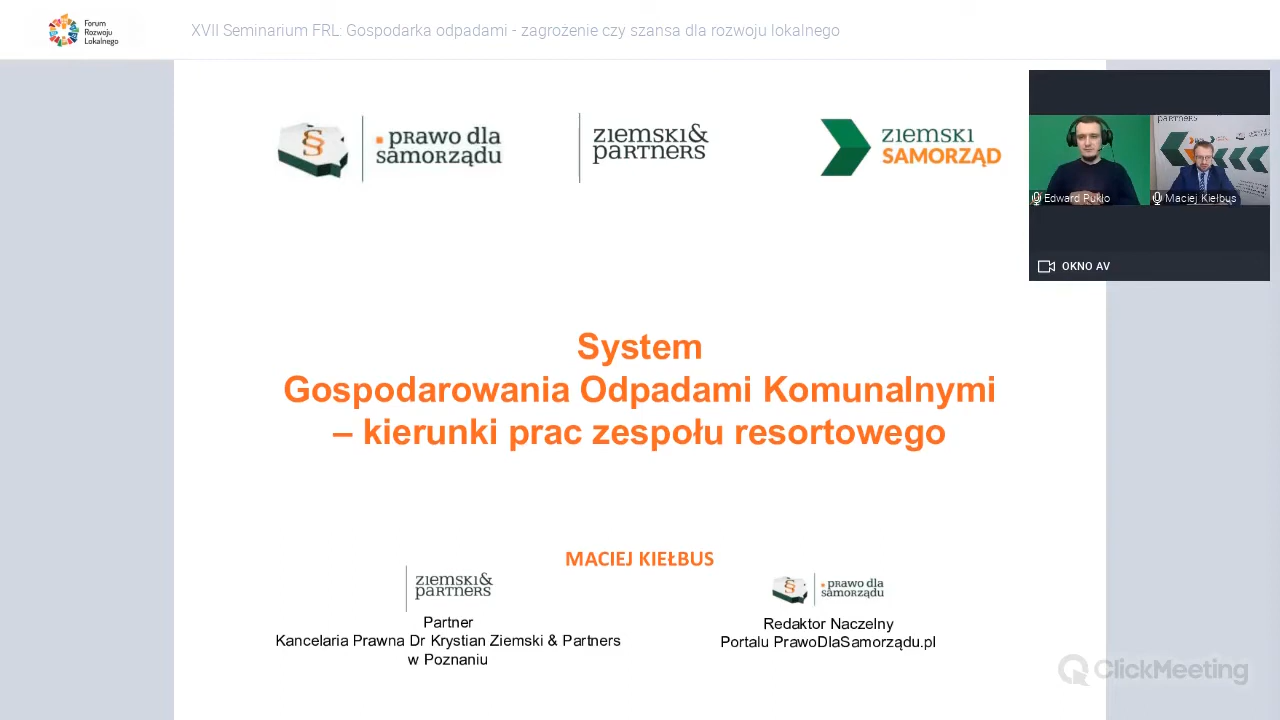 Forum
Rozwoju
Lokalnego
XVII Seminarium FRL: Gospodarka odpadami - zagrożenie czy szansa dla rozwoju lokalnego
§
prawo dla
samorządu
ziemski&
partners
ziemski
SAMORZĄD
partners
Edward Pukło
Maciej Kiełbus
OKNO AV
System
Gospodarowania Odpadami Komunalnymi
– kierunki prac zespołu resortowego
MACIEJ KIEŁBUS
ziemski&
partners
§
prawo dla
samorządu
Partner
Kancelaria Prawna Dr Krystian Ziemski & Partners
w Poznaniu
Redaktor Naczelny
Portalu PrawoDlaSamorządu.pl
ClickMeeting